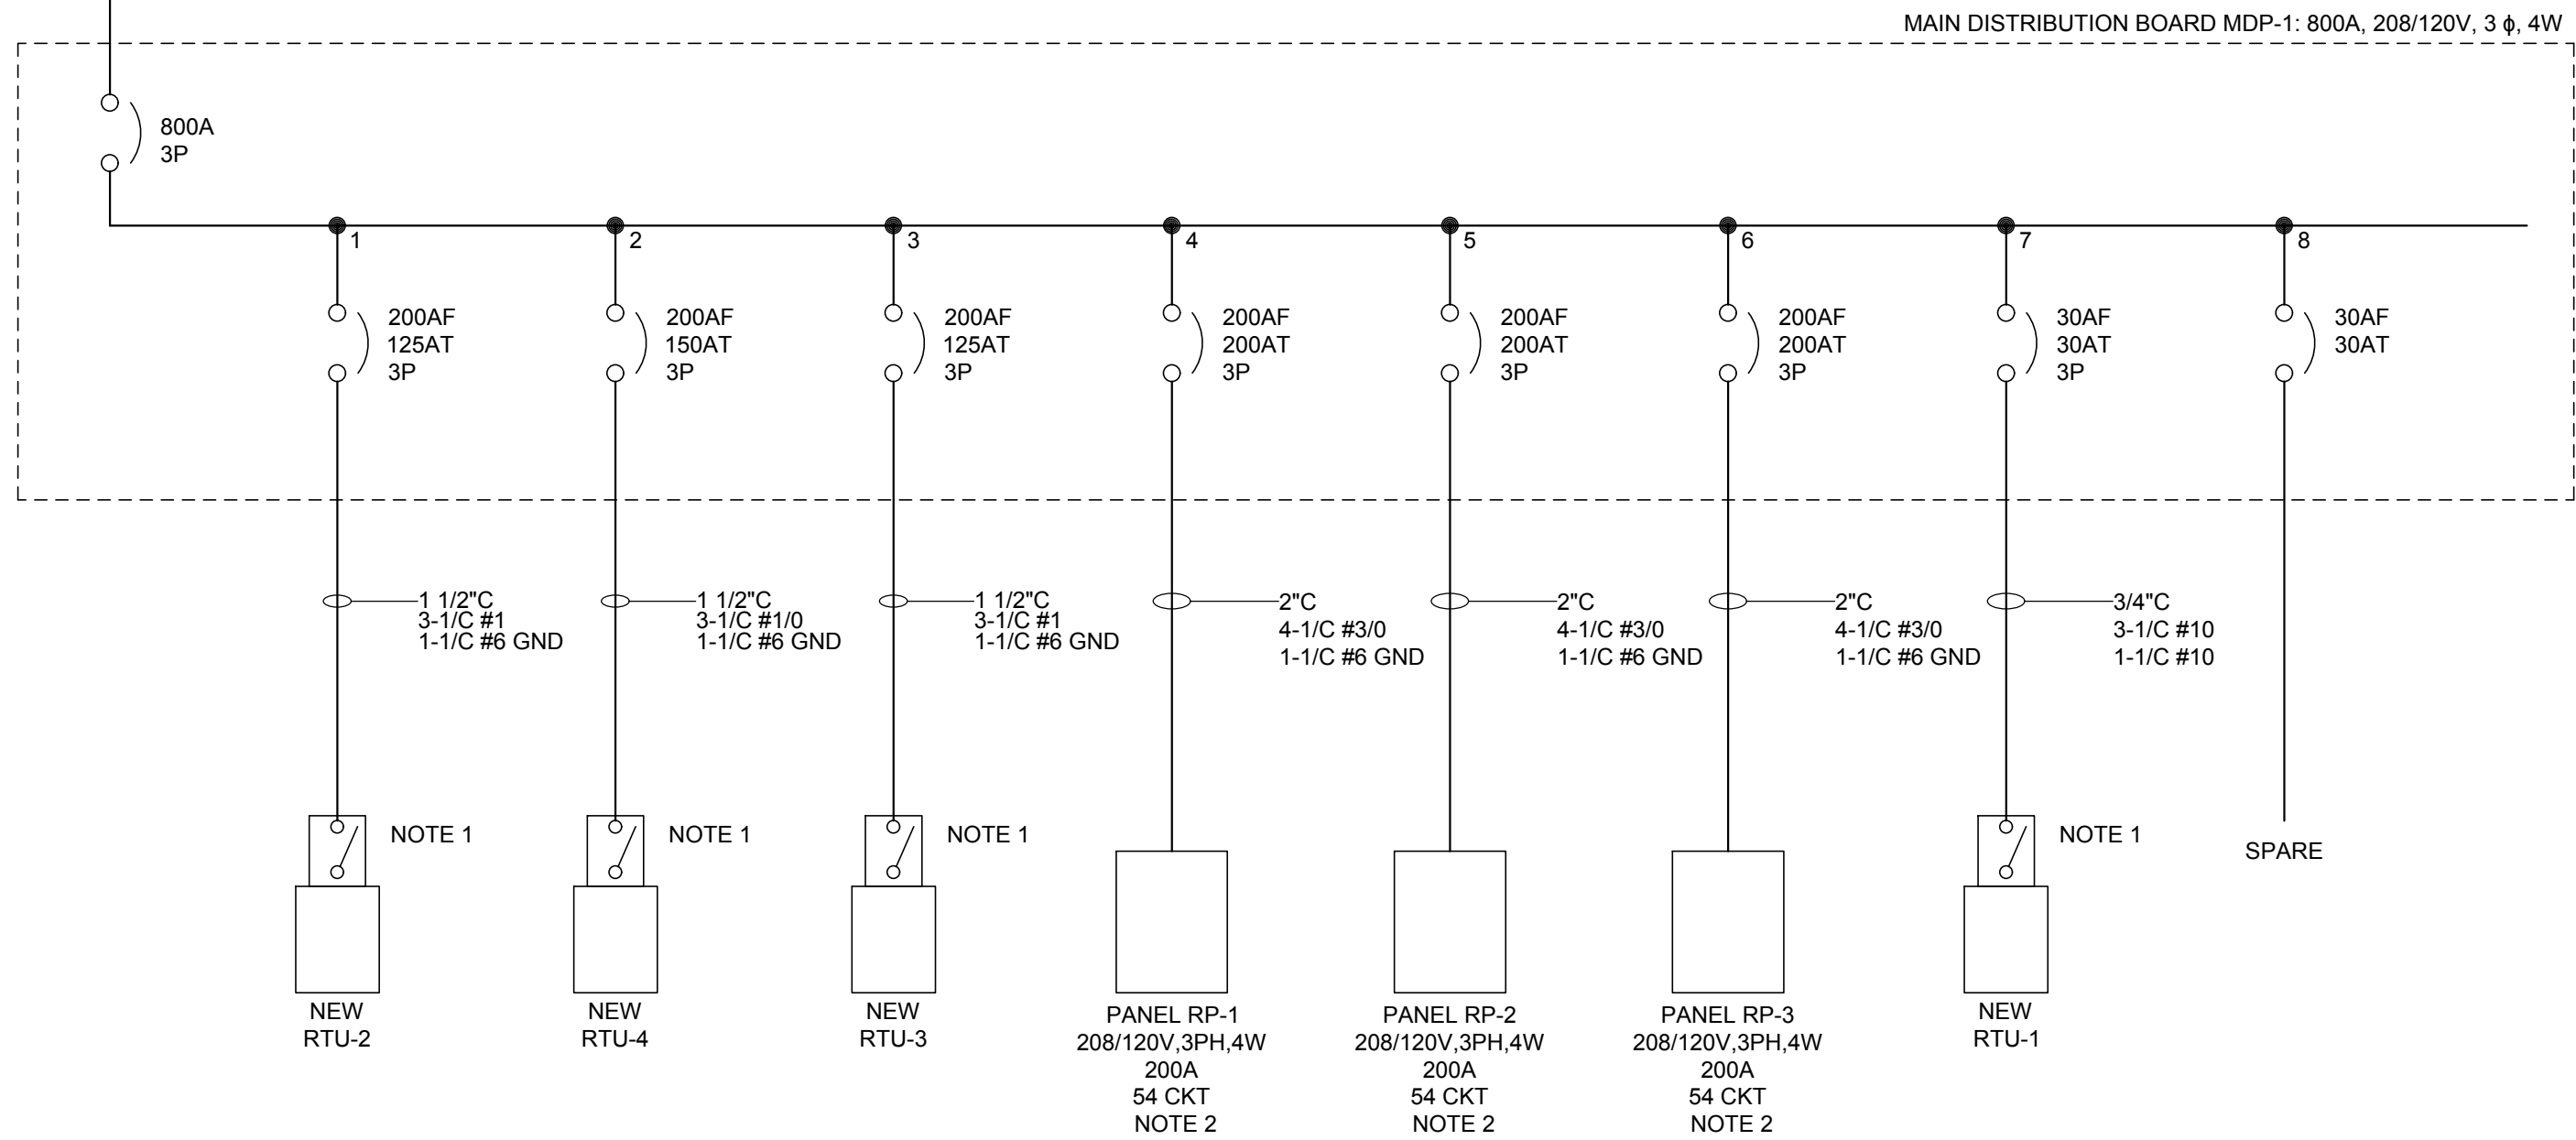 MAIN DISTRIBUTION BOARD MDP-1: 800A, 208/120V, 3 ϕ, 4W
800A
3P
1
2
3
4
5
6
7
8
200AF
125AT
3P
200AF
150AT
3P
200AF
125AT
3P
200AF
200AT
3P
200AF
200AT
3P
200AF
200AT
3P
30AF
30AT
3P
30AF
30AT
1 1/2"C
3-1/C #1
1-1/C #6 GND
1 1/2"C
3-1/C #1/0
1-1/C #6 GND
1 1/2"C
3-1/C #1
1-1/C #6 GND
2"C
4-1/C #3/0
1-1/C #6 GND
2"C
4-1/C #3/0
1-1/C #6 GND
2"C
4-1/C #3/0
1-1/C #6 GND
3/4"C
3-1/C #10
1-1/C #10
NOTE 1
NOTE 1
NOTE 1
NOTE 1
SPARE
NEW
RTU-2
NEW
RTU-4
NEW
RTU-3
PANEL RP-1
208/120V,3PH,4W
200A
54 CKT
NOTE 2
PANEL RP-2
208/120V,3PH,4W
200A
54 CKT
NOTE 2
PANEL RP-3
208/120V,3PH,4W
200A
54 CKT
NOTE 2
NEW
RTU-1